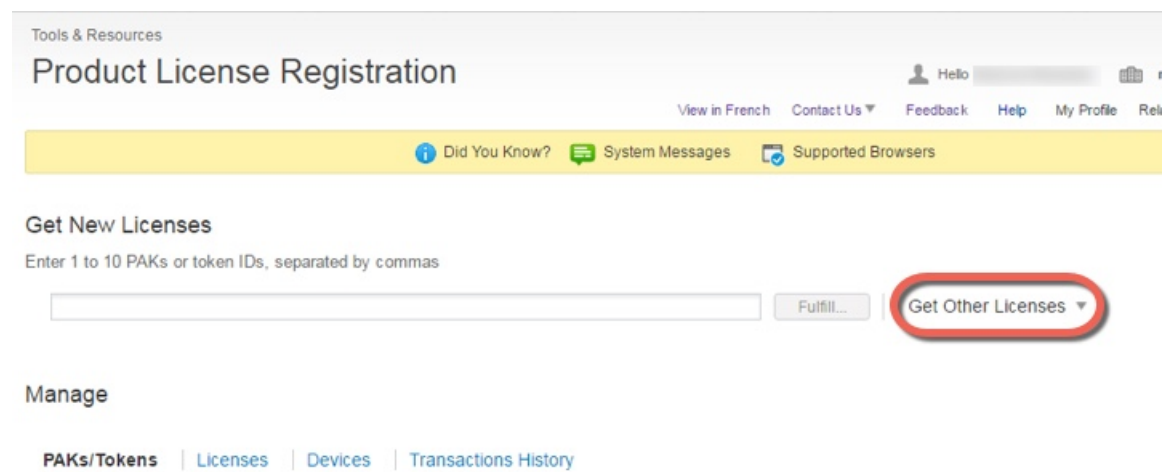 Tools & Resources
Product License Registration
Hello
View in French Contact Us Feedback Help My Profile
Did You Know? System Messages Supported Browsers
Get New Licenses
Enter 1 to 10 PAKs or token IDs, separated by commas
Fulfill... Get Other Licenses
Manage
PAKs/Tokens Licenses Devices Transactions History